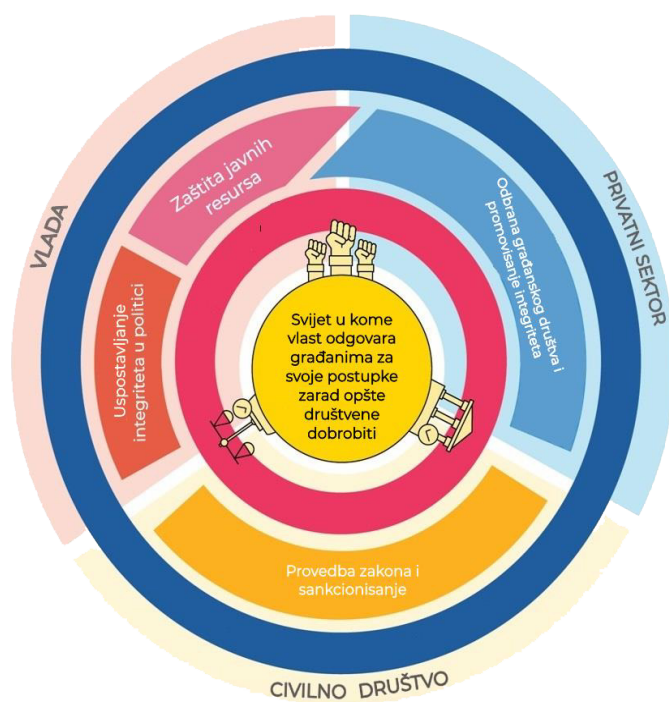 VLADA
PRIVATNI SEKTOR
Zaštita javnih
resursa
Odbrana građanskog društva i
promovisanje integriteta
Uspostavljanje
integriteta u politici
Svijet u kome
vlast odgovara
građanima za
svoje postupke
zarad opšte
društvene
dobrobiti
Provedba zakona i
sankcionisanje
CIVILNO DRUŠTVO